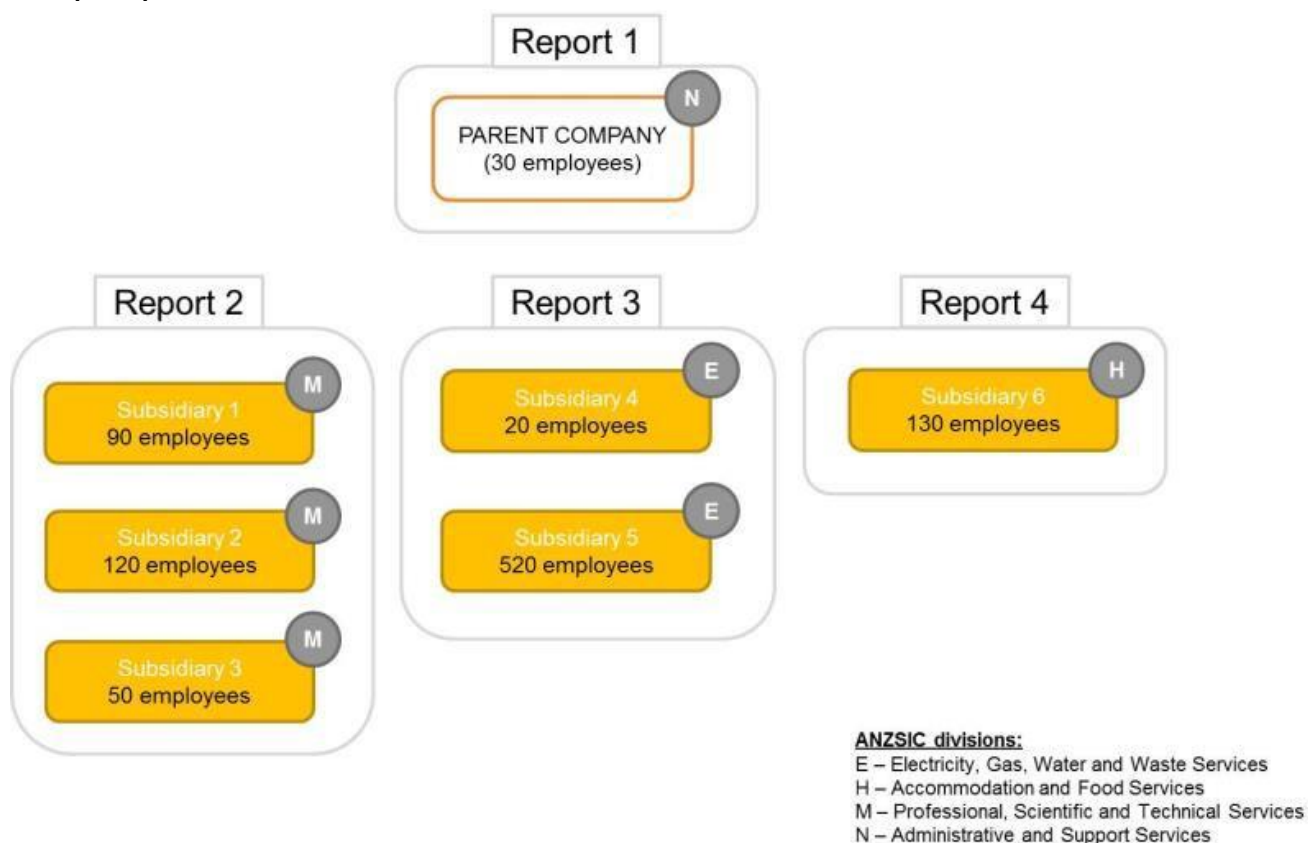 Report 1
N
PARENT COMPANY
(30 employees)
Report 2
M
Subsidiary 1
90 employees
M
Subsidiary 2
120 employees
M
Subsidiary 3
50 employees
Report 3
E
Subsidiary 4
20 employees
E
Subsidiary 5
520 employees
Report 4
H
Subsidiary 6
130 employees
ANZSIC divisions:
E – Electricity, Gas, Water and Waste Services
H – Accommodation and Food Services
M – Professional, Scientific and Technical Services
N – Administrative and Support Services